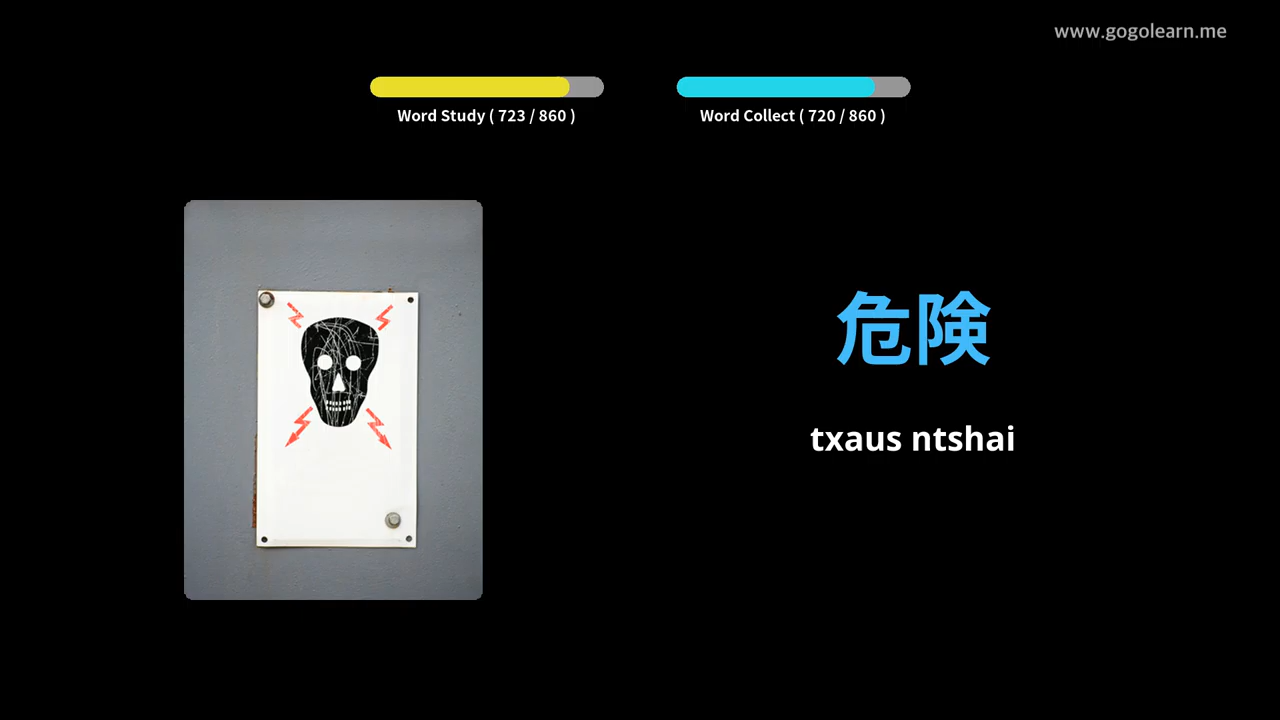 www.gogolearn.me
Word Study ( 723 / 860 )
Word Collect ( 720 / 860 )
危険
txaus ntshai